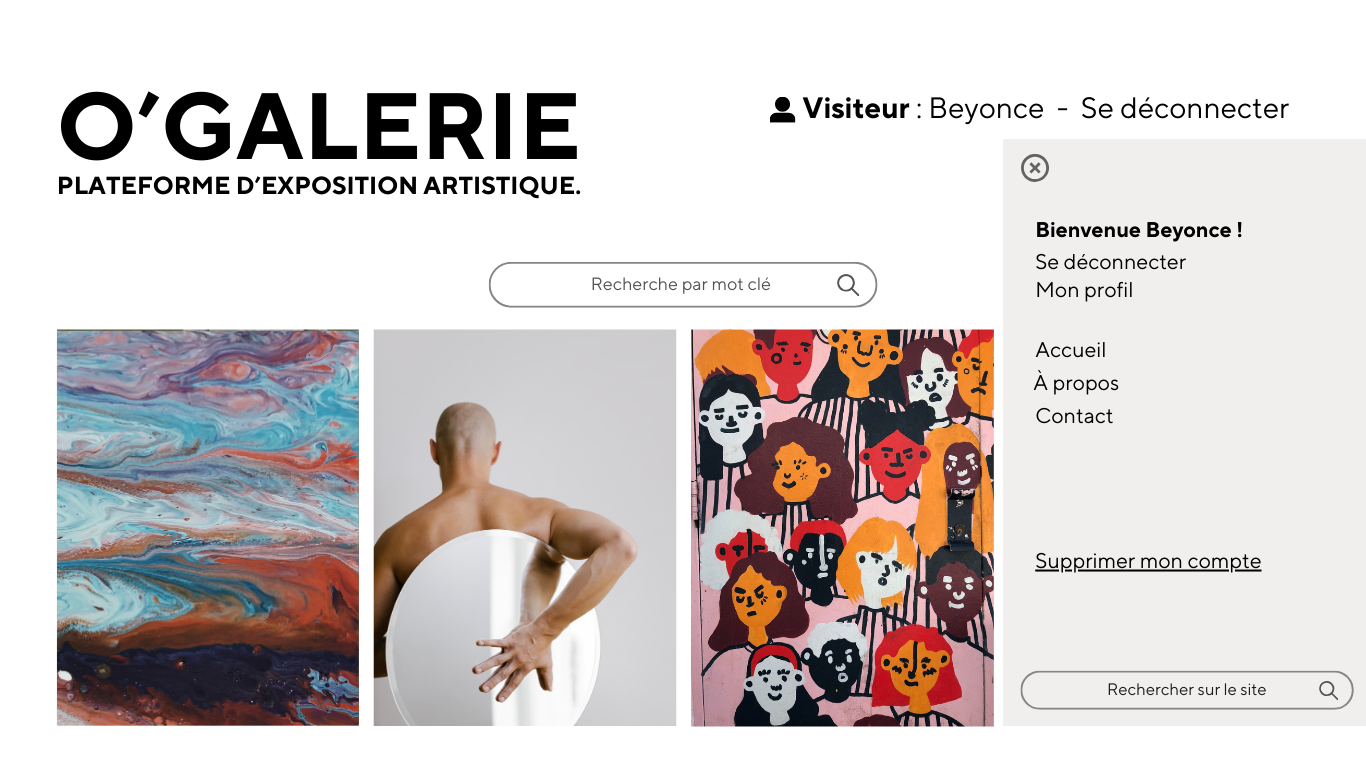 O’GALERIE
PLATEFORME D’EXPOSITION ARTISTIQUE.
Visiteur : Beyonce - Se déconnecter
Bienvenue Beyonce !
Se déconnecter
Mon profil
Recherche par mot clé
Accueil
À propos
Contact
Supprimer mon compte
Rechercher sur le site